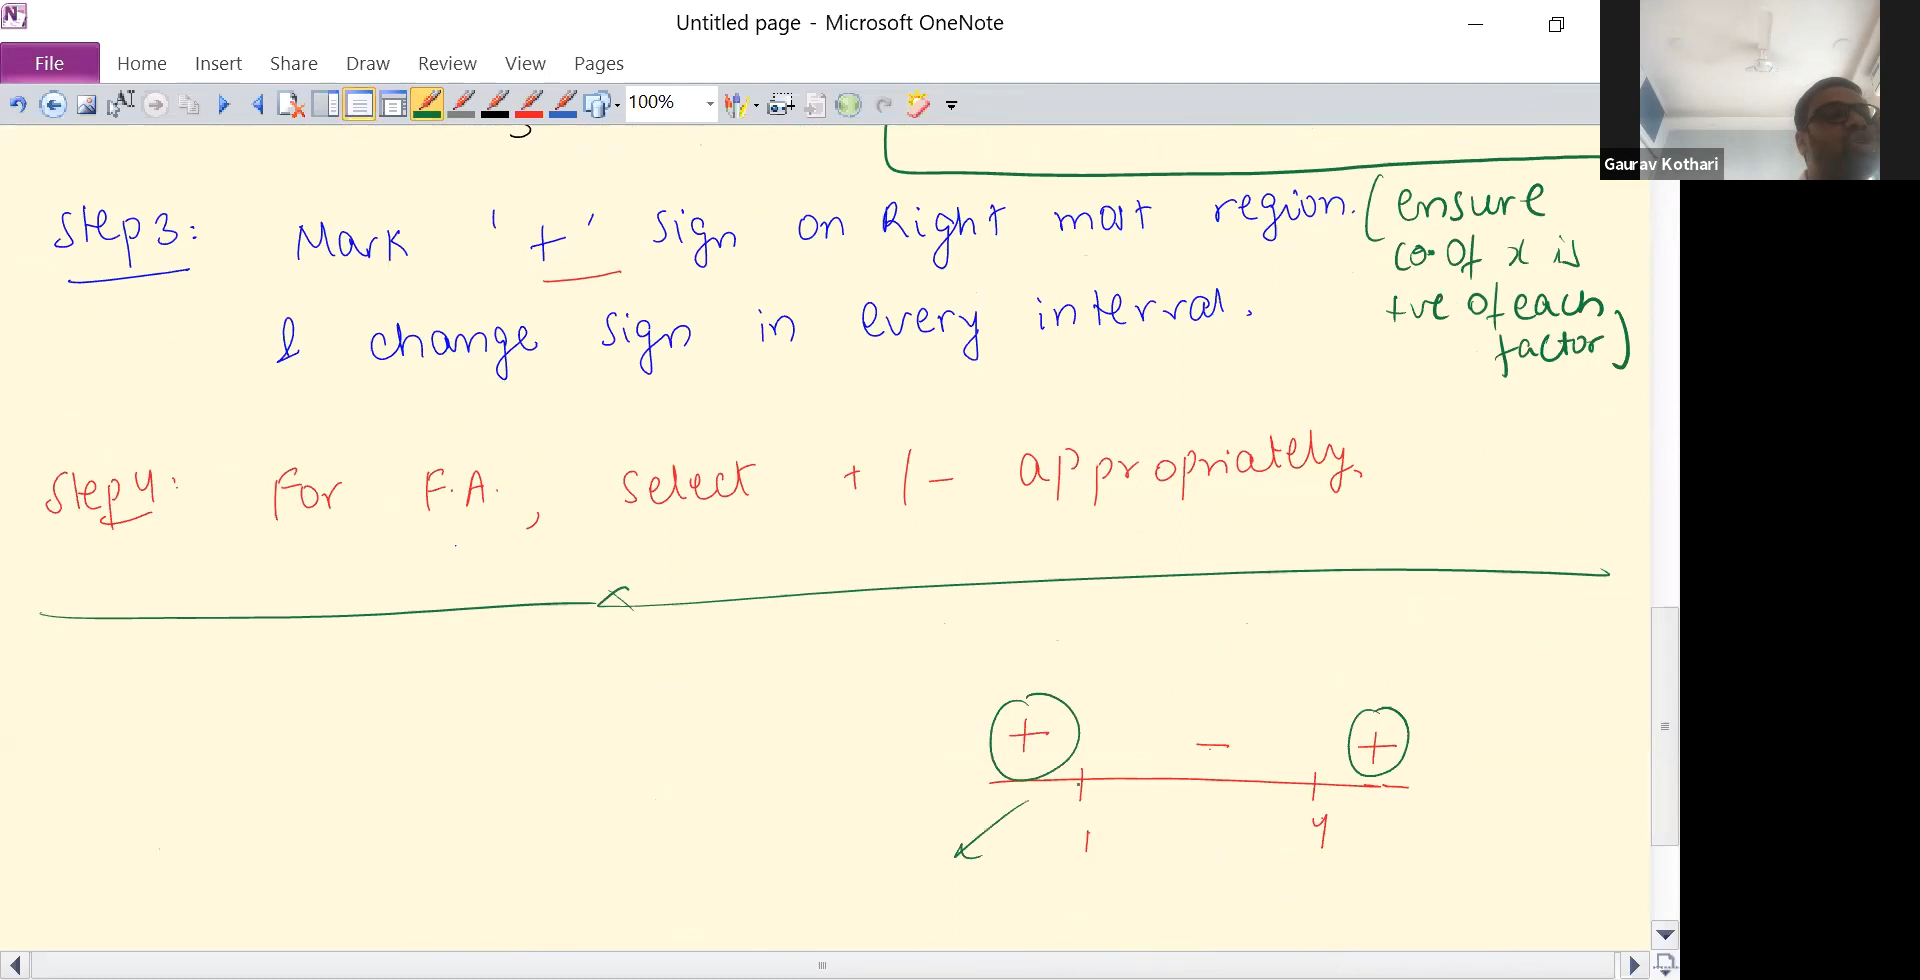 Untitled page - Microsoft OneNote
File Home Insert Share Draw Review View Pages
100%
Gaurav Kothari
Step 3: Mark '+' sign on Right most region. (ensure
co. of x is
+ve of each
factor)
& change sign in every interval.
Step 4: For F.A., select + / - appropriately.
+ - +
1 4